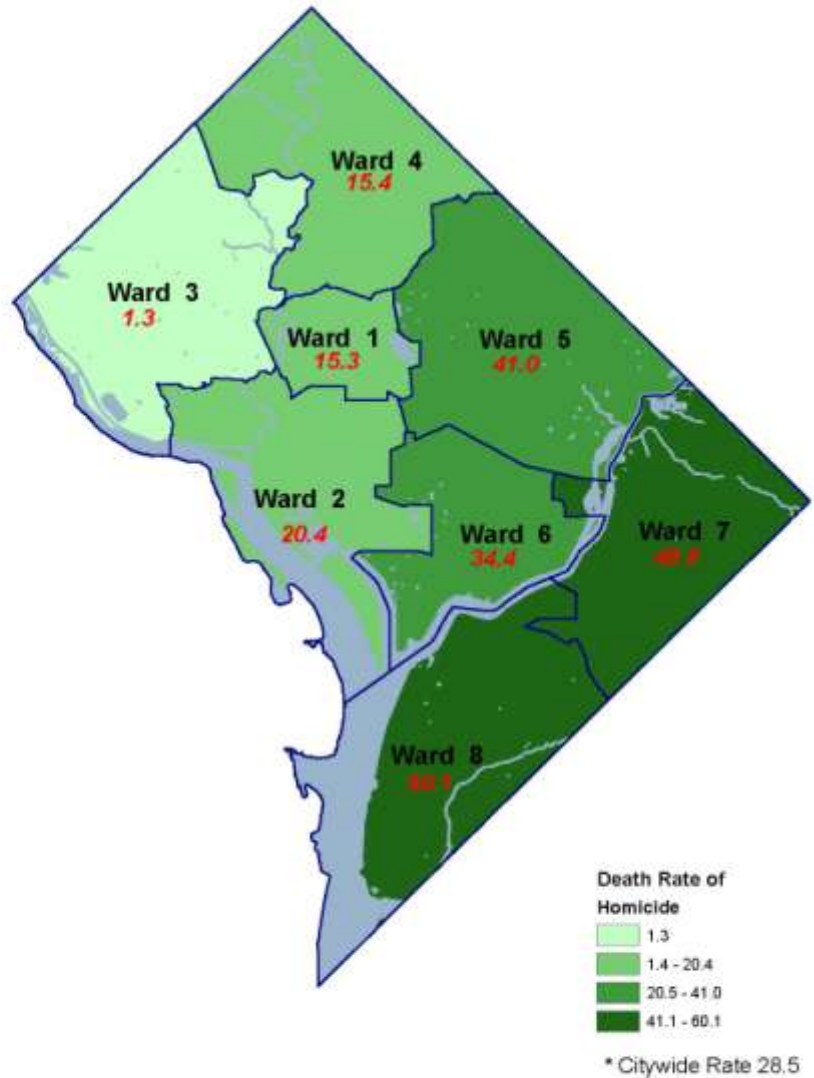 Ward 4
15.4
Ward 3
1.3
Ward 1
15.3
Ward 5
41.0
Ward 2
20.4
Ward 6
34.4
Ward 7
Ward 8
60.1
Death Rate of
Homicide
1.3
1.4 - 20.4
20.5 - 41.0
41.1 - 60.1
* Citywide Rate 28.5